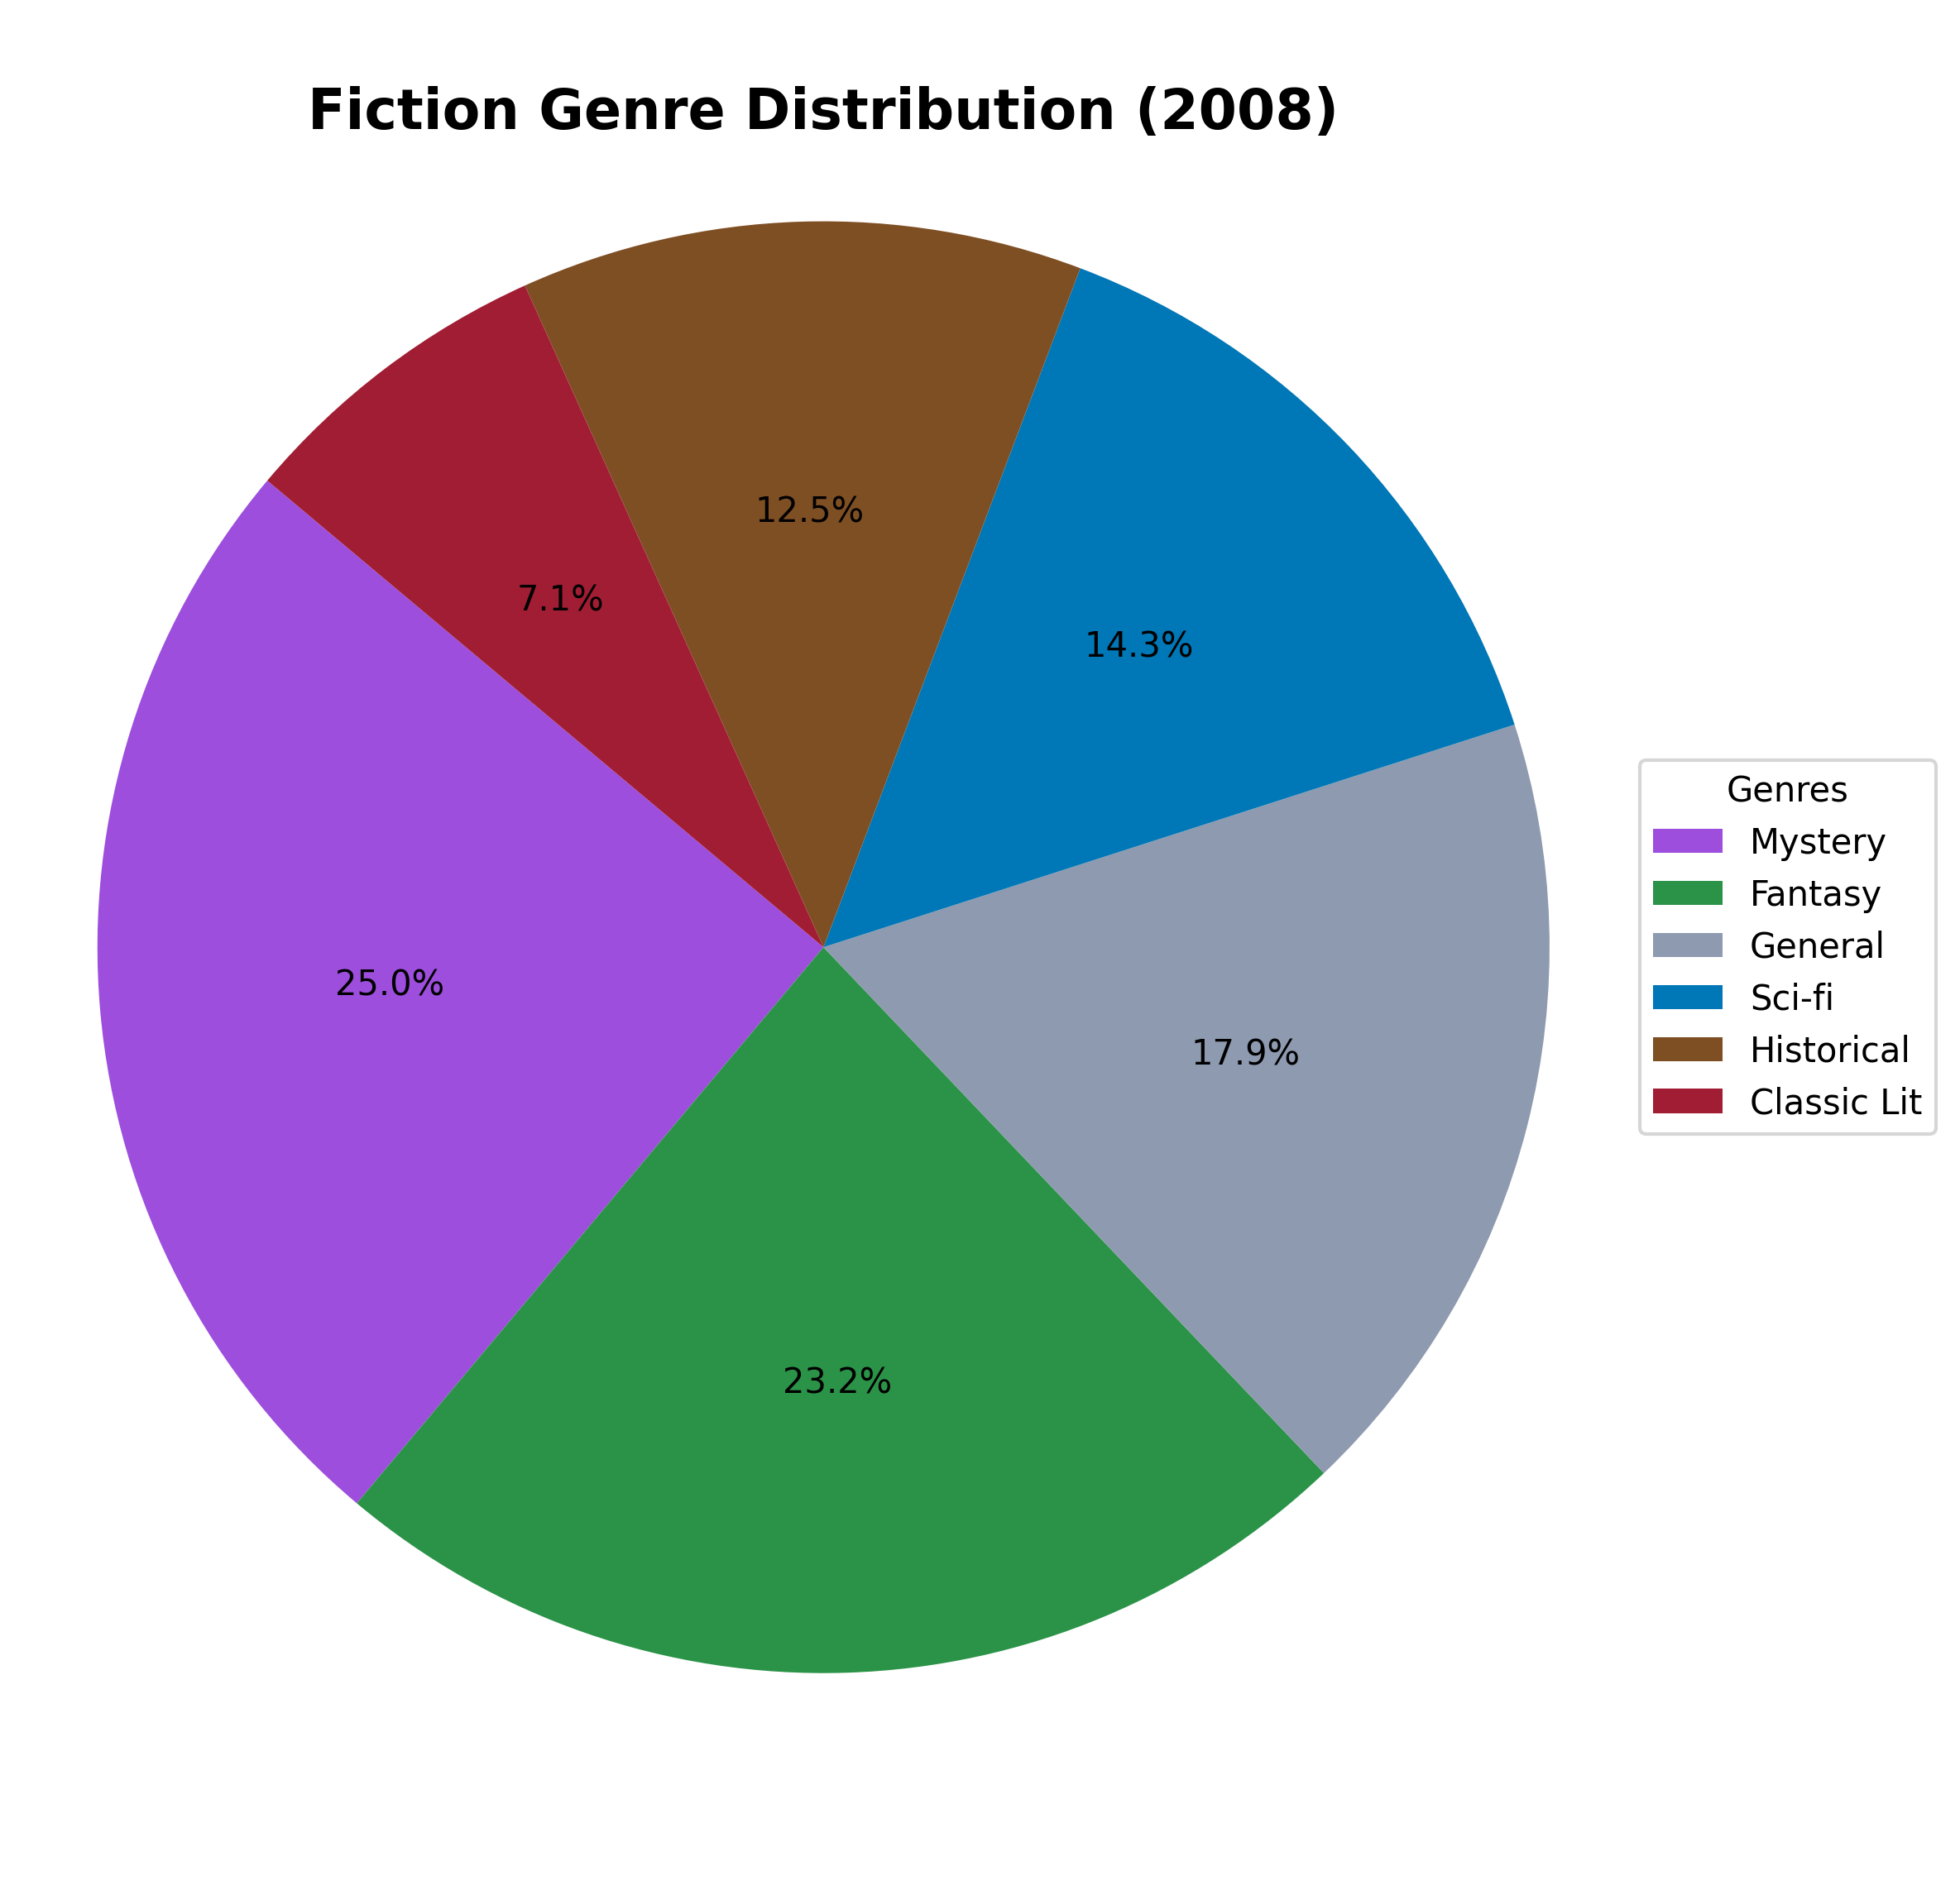 Fiction Genre Distribution (2008)
12.5%
7.1%
14.3%
25.0%
17.9%
23.2%
Genres
Mystery
Fantasy
General
Sci-fi
Historical
Classic Lit